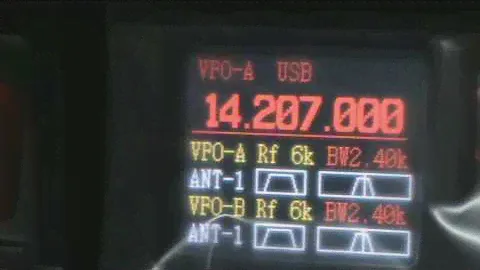 VFO-A USB
14.207.000
VFO-A Rf 6k BW2.40k
ANT-1
VFO-B Rf 6k BW2.40k
ANT-1